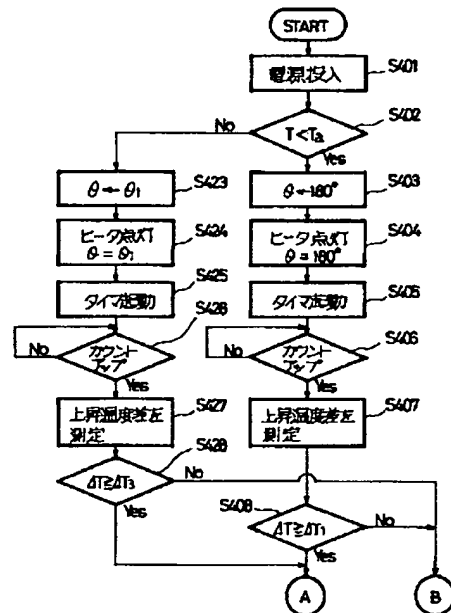 START
電源投入
S401
T<Ta
S402
No
Yes
θ←θ1
S423
θ←180°
S403
ヒータ点灯
θ=θ1
S424
ヒータ点灯
θ=180°
S404
タイマ起動
S425
タイマ起動
S405
カウント
アップ
S426
No
Yes
カウント
アップ
S406
No
Yes
上昇温度差を
測定
S427
上昇温度差を
測定
S407
ΔT≧ΔT3
S428
No
Yes
ΔT≧ΔT1
S408
No
Yes
A
B